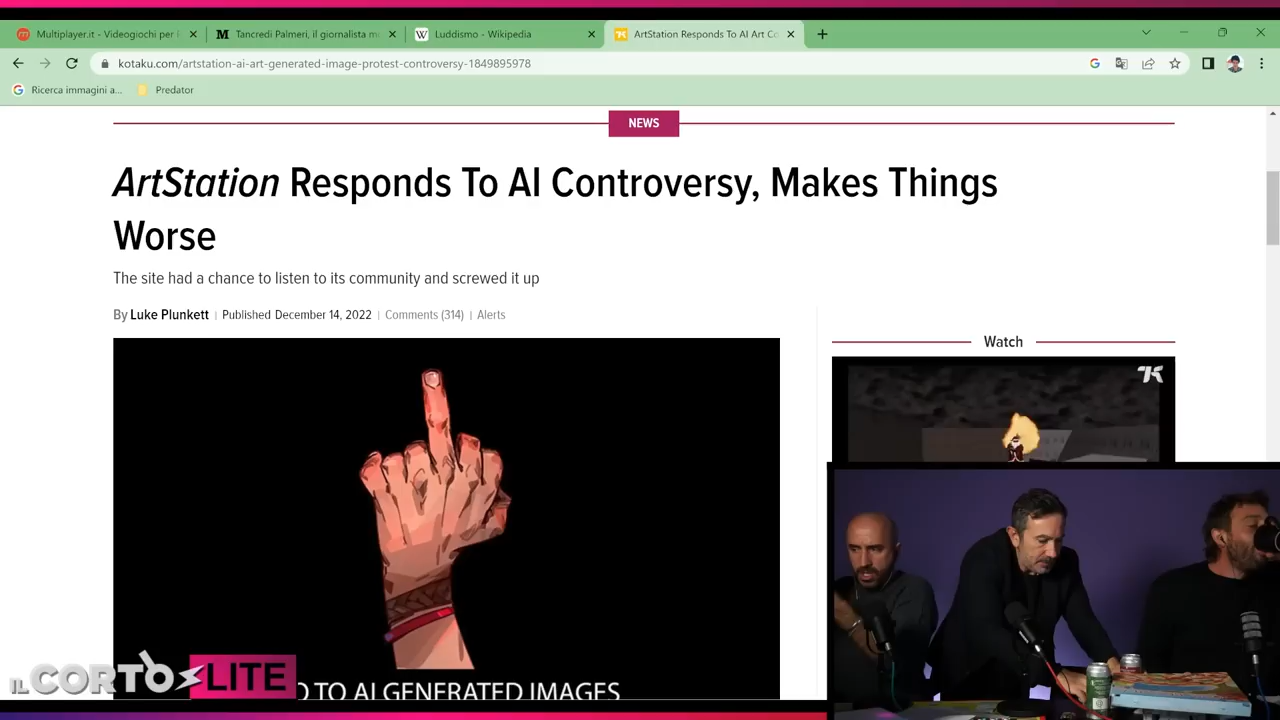 Multiplayer.it - Videogiochi per
Tancredi Palmeri, il giornalista mo
Luddismo - Wikipedia
ArtStation Responds To AI Art Co
kotaku.com/artstation-ai-art-generated-image-protest-controversy-1849895978
Ricerca immagini a...
Predator
NEWS
ArtStation Responds To AI Controversy, Makes Things
Worse
The site had a chance to listen to its community and screwed it up
By Luke Plunkett | Published December 14, 2022 | Comments (314) | Alerts
Watch
O TO AI GENERATED IMAGES
IL CORTO LITE